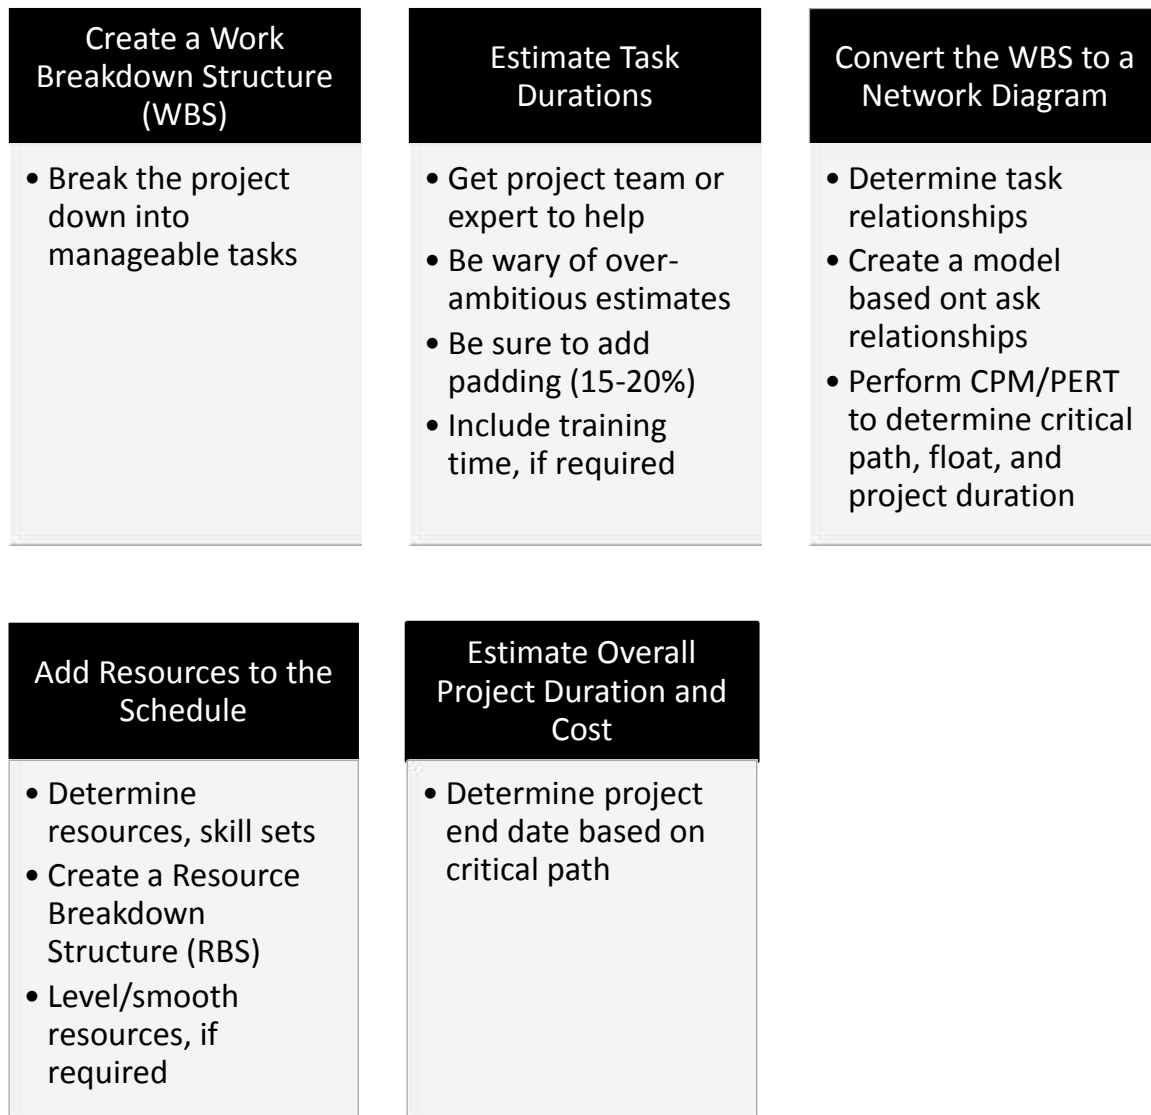 Create a Work
Breakdown Structure
(WBS)
• Break the project
down into
manageable tasks
Estimate Task
Durations
• Get project team or
expert to help
• Be wary of over-
ambitious estimates
• Be sure to add
padding (15-20%)
• Include training
time, if required
Convert the WBS to a
Network Diagram
• Determine task
relationships
• Create a model
based ont ask
relationships
• Perform CPM/PERT
to determine critical
path, float, and
project duration
Add Resources to the
Schedule
• Determine
resources, skill sets
• Create a Resource
Breakdown
Structure (RBS)
• Level/smooth
resources, if
required
Estimate Overall
Project Duration and
Cost
• Determine project
end date based on
critical path